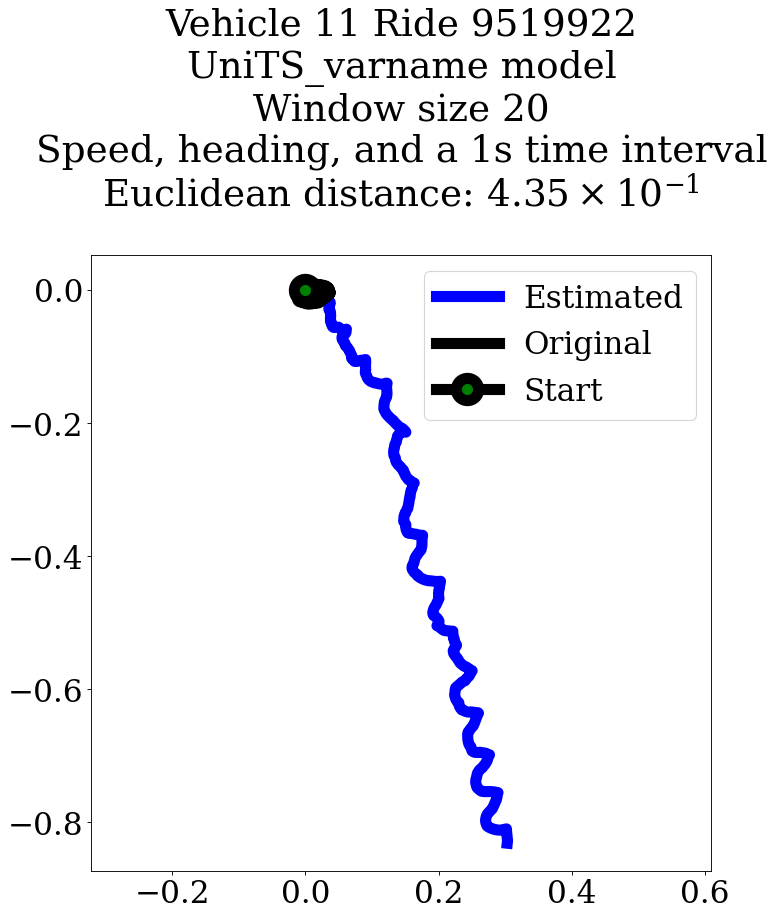 Vehicle 11 Ride 9519922
UniTS_varname model
Window size 20
Speed, heading, and a 1s time interval
Euclidean distance: 4.35 × 10⁻¹
Estimated
Original
Start
0.0
−0.2
−0.4
−0.6
−0.8
−0.2 0.0 0.2 0.4 0.6